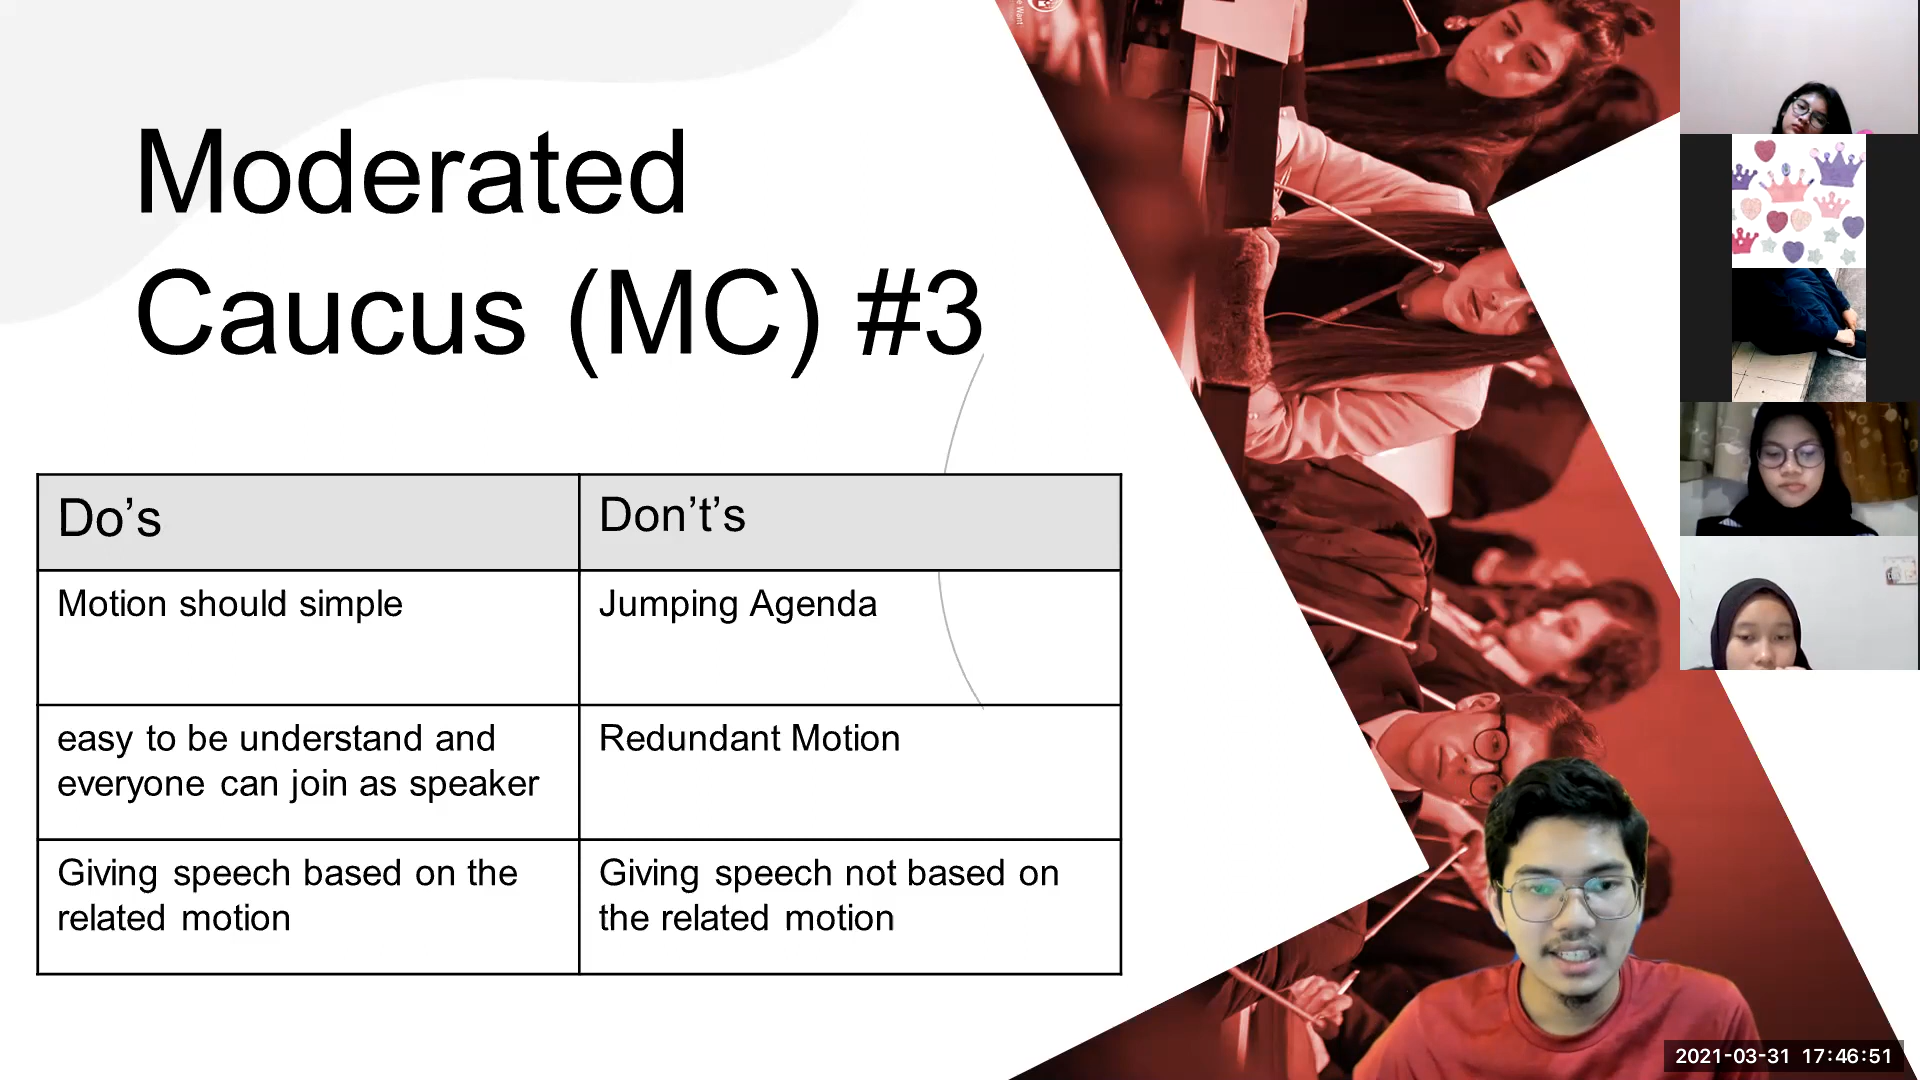 Moderated
Caucus (MC) #3
Do’s
Don’t’s
Motion should simple
Jumping Agenda
easy to be understand and
everyone can join as speaker
Redundant Motion
Giving speech based on the
related motion
Giving speech not based on
the related motion
2021-03-31 17:46:51